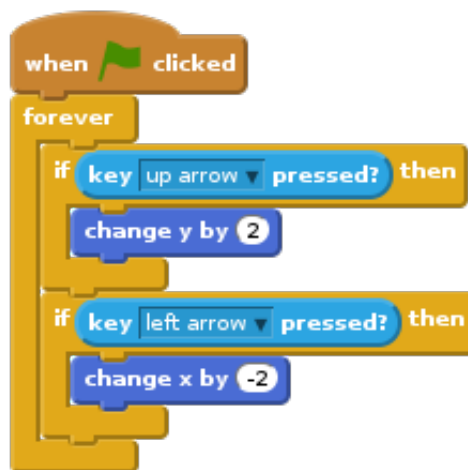 when clicked
forever
if key up arrow pressed? then
change y by 2
if key left arrow pressed? then
change x by -2